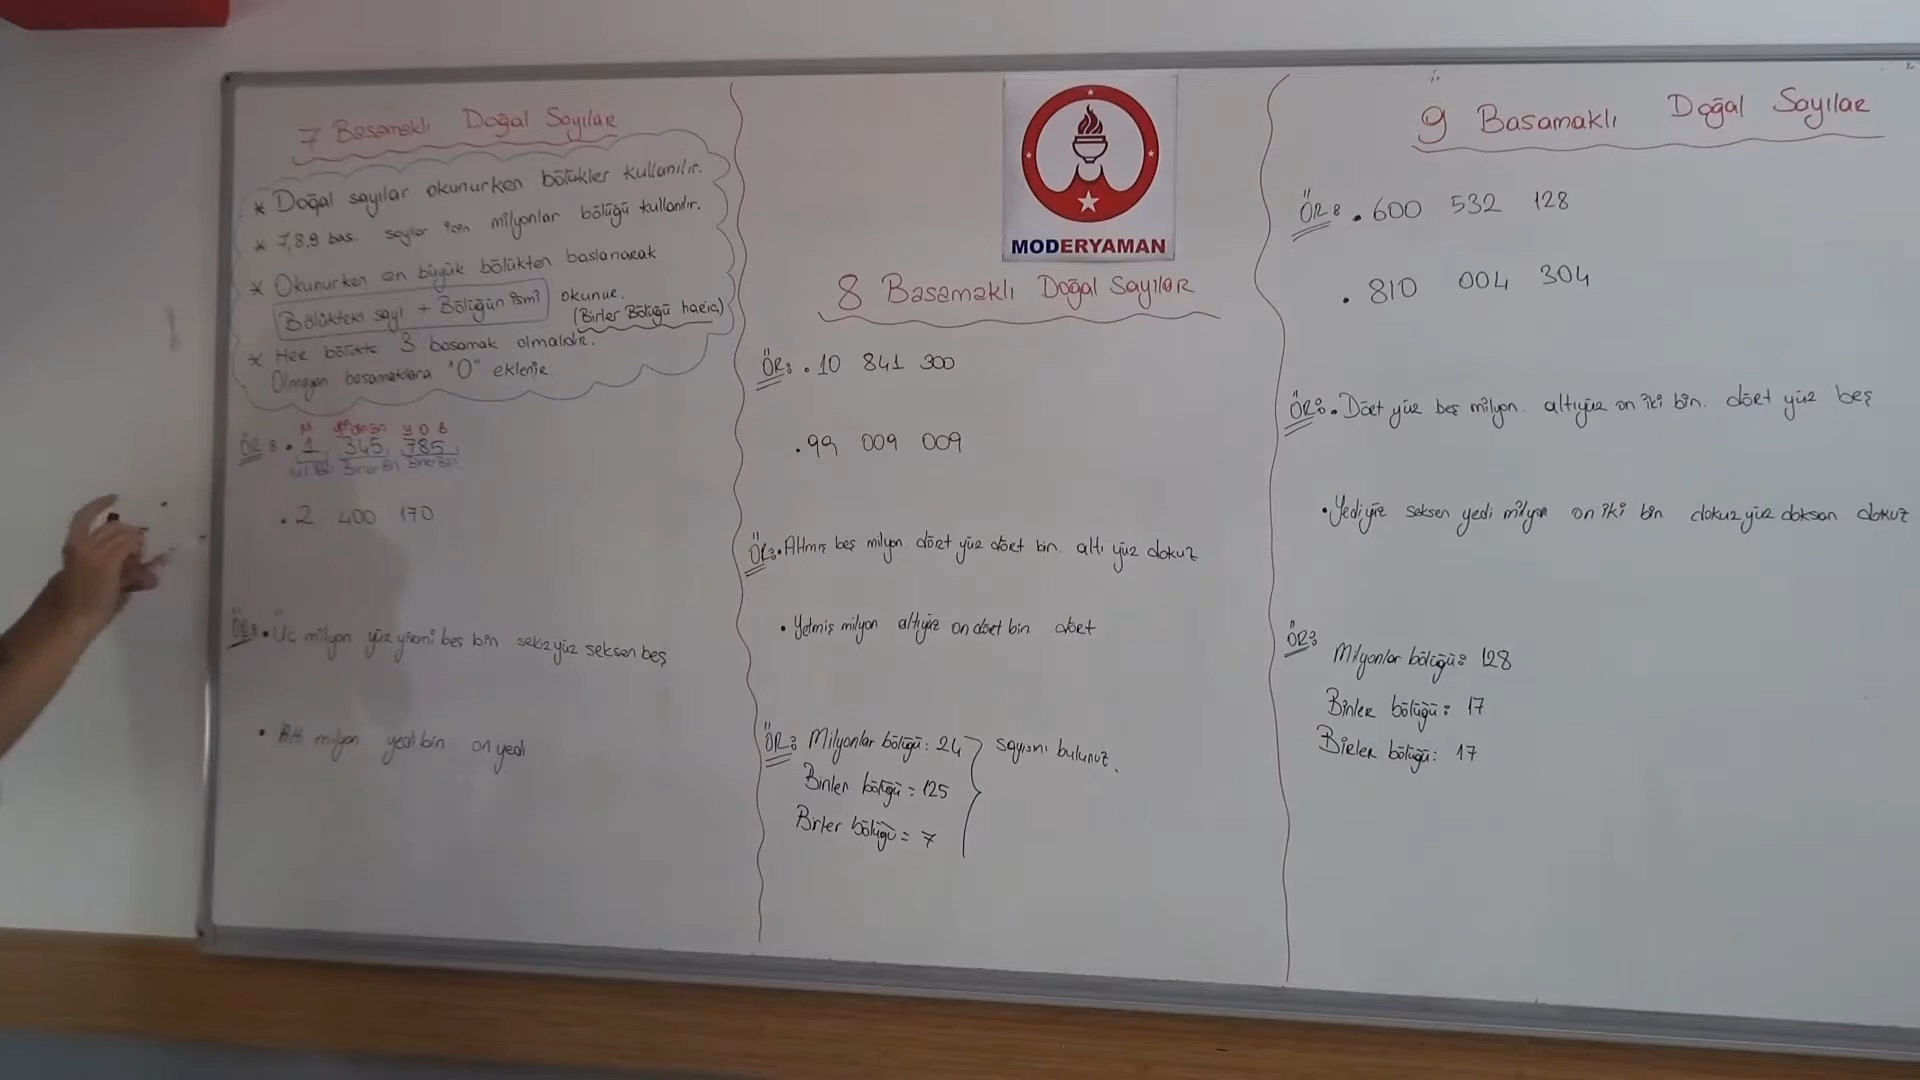 7 Basamaklı Doğal Sayılar
* Doğal sayılar okunurken bölükler kullanılır.
* 7,8,9 bas. sayılar için milyonlar bölüğü kullanılır.
* Okunurken en büyük bölükten başlanarak
Bölükteki sayı + Bölüğün ismi okunur.
(Birler Bölüğü hariç)
* Her bölükte 3 basamak olmalıdır.
Olmayan basamaklara "0" eklenir.
M Y O B
ÖR: • 1 345 785
• 2 400 170
ÖR: • Üç milyon yüz yirmi beş bin sekiz yüz seksen beş
• Altı milyon yedi bin on yedi
MODERYAMAN
8 Basamaklı Doğal Sayılar
ÖR: • 10 841 300
• 99 009 009
ÖR: • Altmış beş milyon dört yüz dört bin altı yüz dokuz
• Yetmiş milyon altıyüz on dört bin dört
ÖR: Milyonlar bölüğü: 24 sayısını bulunuz.
Binler bölüğü = 125
Birler bölüğü = 7
9 Basamaklı Doğal Sayılar
ÖR: • 600 532 128
• 810 004 304
ÖR: • Dört yüz beş milyon altıyüz on iki bin dört yüz beş
• Yediyüz seksen yedi milyon on iki bin dokuz yüz doksan dokuz
ÖR:
Milyonlar bölüğü: 128
Binler bölüğü: 17
Birler bölüğü: 17